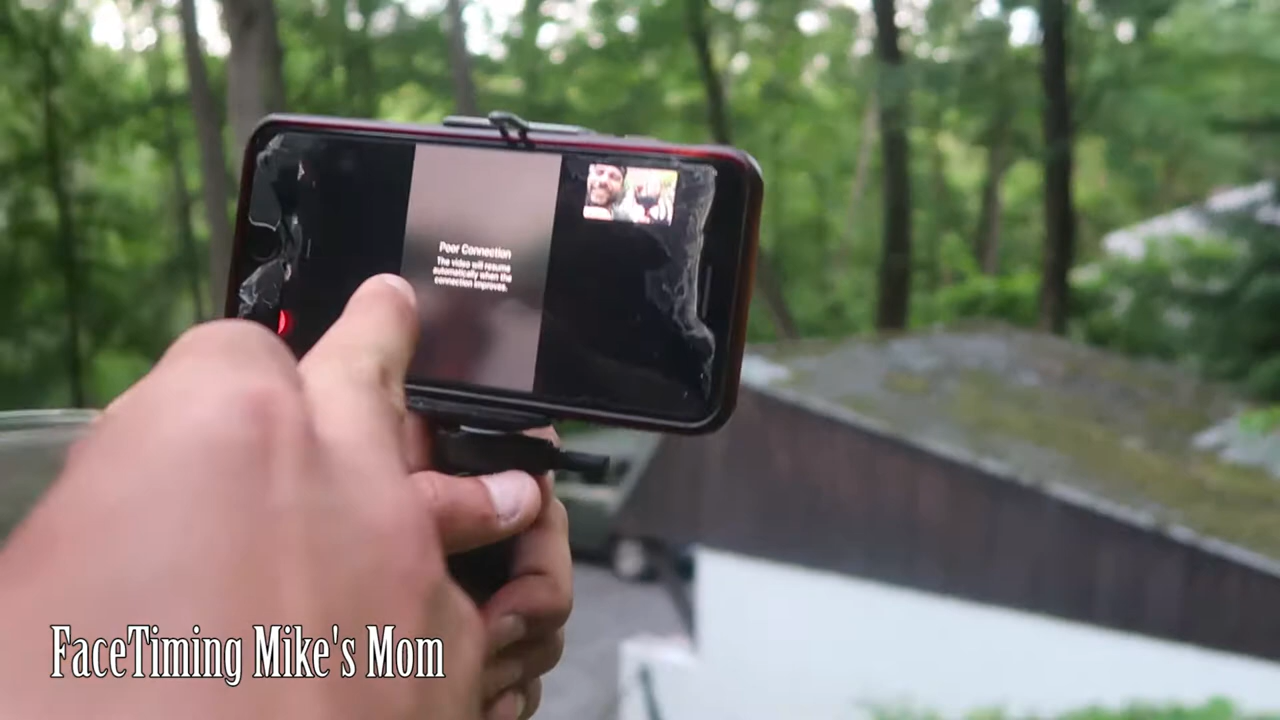 Poor Connection
The video will resume
automatically when the
connection improves.
FaceTiming Mike's Mom